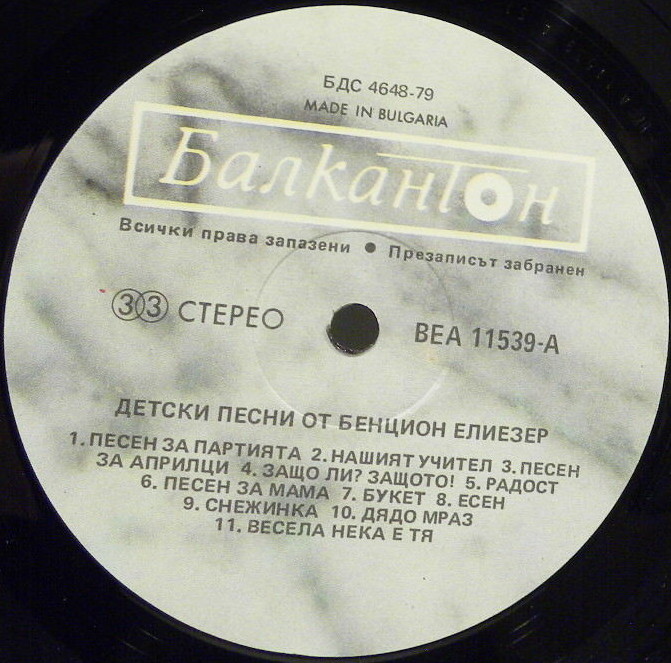 БДС 4648-79
MADE IN BULGARIA
Балкантон
Всички права запазени ● Презаписът забранен
33 СТЕРЕО
ВЕА 11539-А
ДЕТСКИ ПЕСНИ ОТ БЕНЦИОН ЕЛИЕЗЕР
1. ПЕСЕН ЗА ПАРТИЯТА 2. НАШИЯТ УЧИТЕЛ 3. ПЕСЕН
ЗА АПРИЛЦИ 4. ЗАЩО ЛИ? ЗАЩОТО! 5. РАДОСТ
6. ПЕСЕН ЗА МАМА 7. БУКЕТ 8. ЕСЕН
9. СНЕЖИНКА 10. ДЯДО МРАЗ
11. ВЕСЕЛА НЕКА Е ТЯ